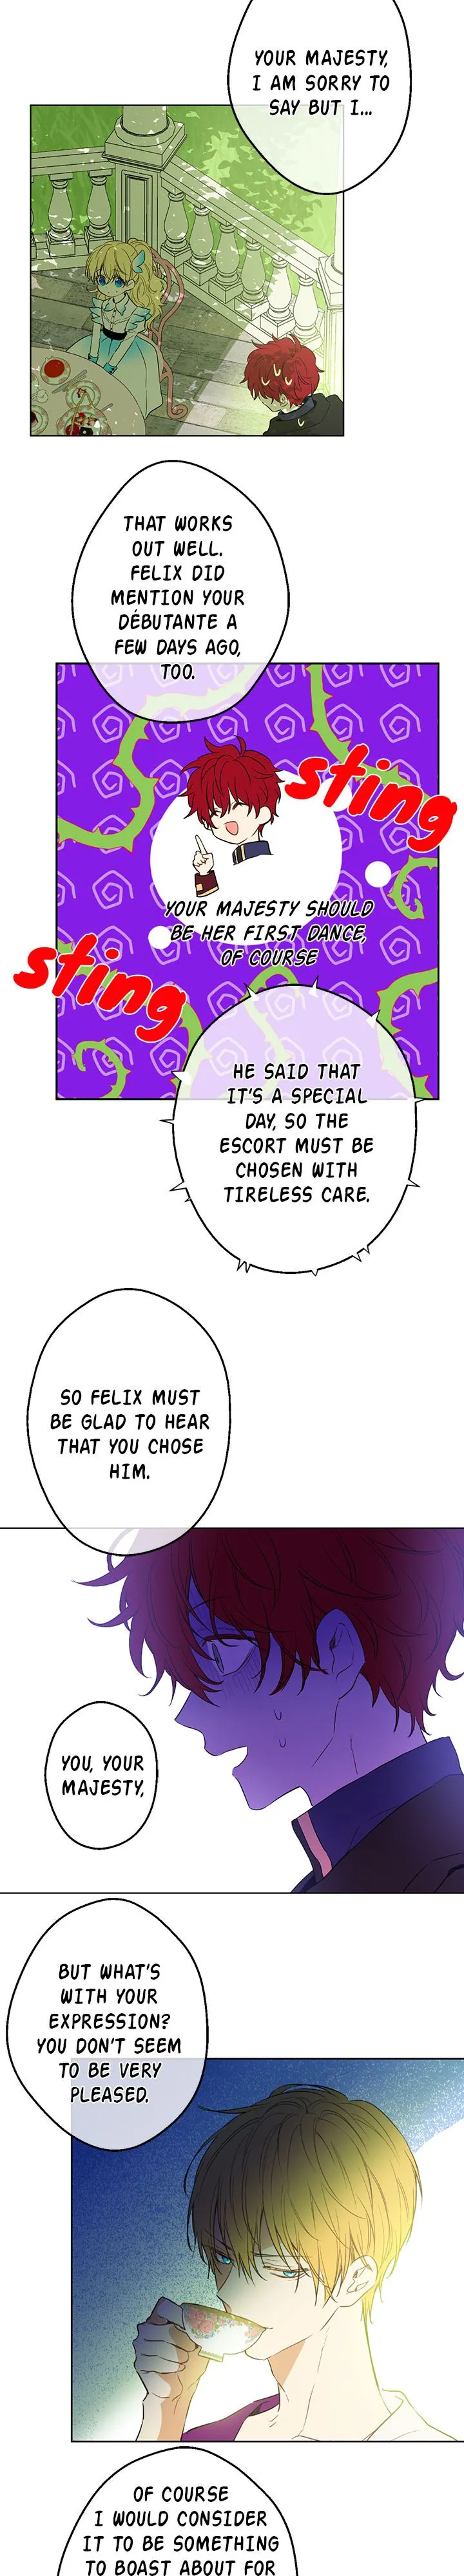 YOUR MAJESTY,
I AM SORRY TO
SAY BUT I...
THAT WORKS
OUT WELL.
FELIX DID
MENTION YOUR
DÉBUTANTE A
FEW DAYS AGO,
TOO.
sting
YOUR MAJESTY SHOULD
BE HER FIRST DANCE,
OF COURSE
sting
HE SAID THAT
IT'S A SPECIAL
DAY, SO THE
ESCORT MUST BE
CHOSEN WITH
TIRELESS CARE.
SO FELIX MUST
BE GLAD TO HEAR
THAT YOU CHOSE
HIM.
YOU, YOUR
MAJESTY,
BUT WHAT'S
WITH YOUR
EXPRESSION?
YOU DON'T SEEM
TO BE VERY
PLEASED.
OF COURSE
I WOULD CONSIDER
IT TO BE SOMETHING
TO BOAST ABOUT FOR